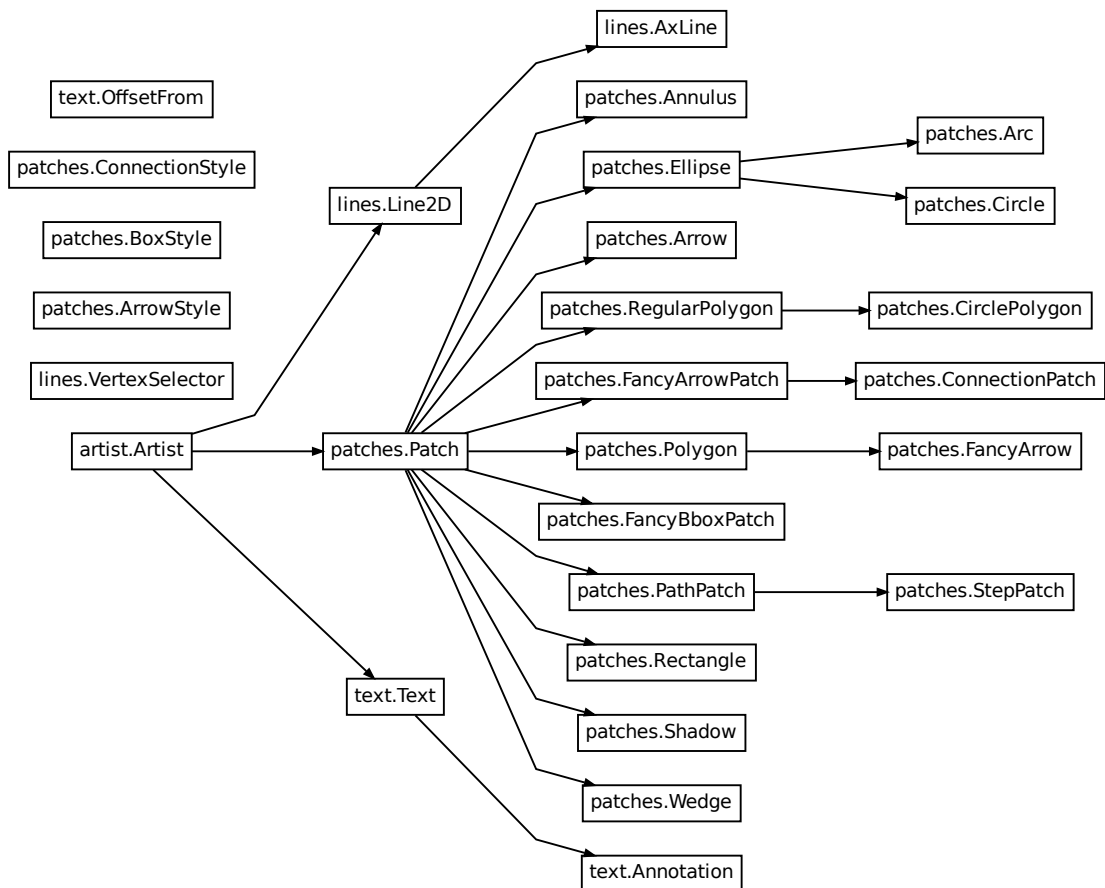 lines.AxLine
text.OffsetFrom
patches.Annulus
patches.Arc
patches.ConnectionStyle
patches.Ellipse
lines.Line2D
patches.Circle
patches.BoxStyle
patches.Arrow
patches.ArrowStyle
patches.RegularPolygon
patches.CirclePolygon
lines.VertexSelector
patches.FancyArrowPatch
patches.ConnectionPatch
artist.Artist
patches.Patch
patches.Polygon
patches.FancyArrow
patches.FancyBboxPatch
patches.PathPatch
patches.StepPatch
patches.Rectangle
text.Text
patches.Shadow
patches.Wedge
text.Annotation